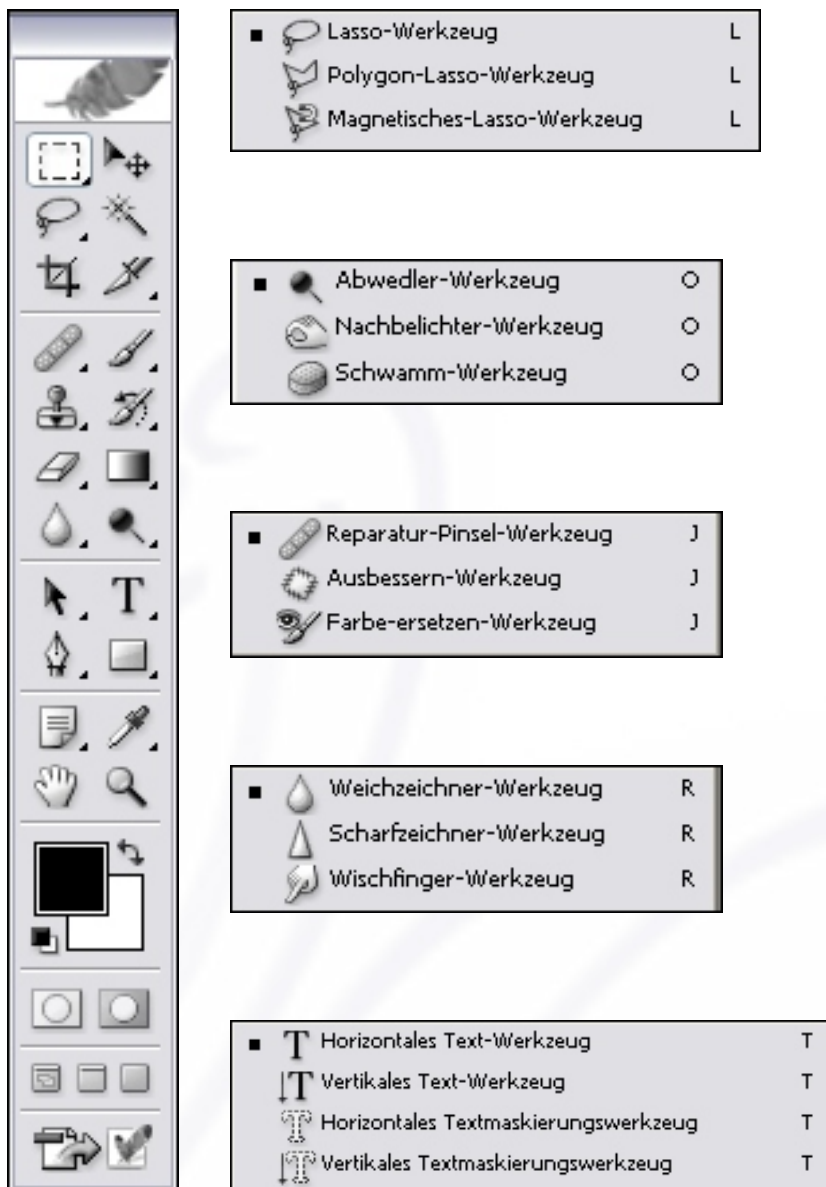 Lasso-Werkzeug L
Polygon-Lasso-Werkzeug L
Magnetisches-Lasso-Werkzeug L
Abwedler-Werkzeug O
Nachbelichter-Werkzeug O
Schwamm-Werkzeug O
Reparatur-Pinsel-Werkzeug J
Ausbessern-Werkzeug J
Farbe-ersetzen-Werkzeug J
Weichzeichner-Werkzeug R
Scharfzeichner-Werkzeug R
Wischfinger-Werkzeug R
T Horizontales Text-Werkzeug T
T Vertikales Text-Werkzeug T
T Horizontales Textmaskierungswerkzeug T
T Vertikales Textmaskierungswerkzeug T